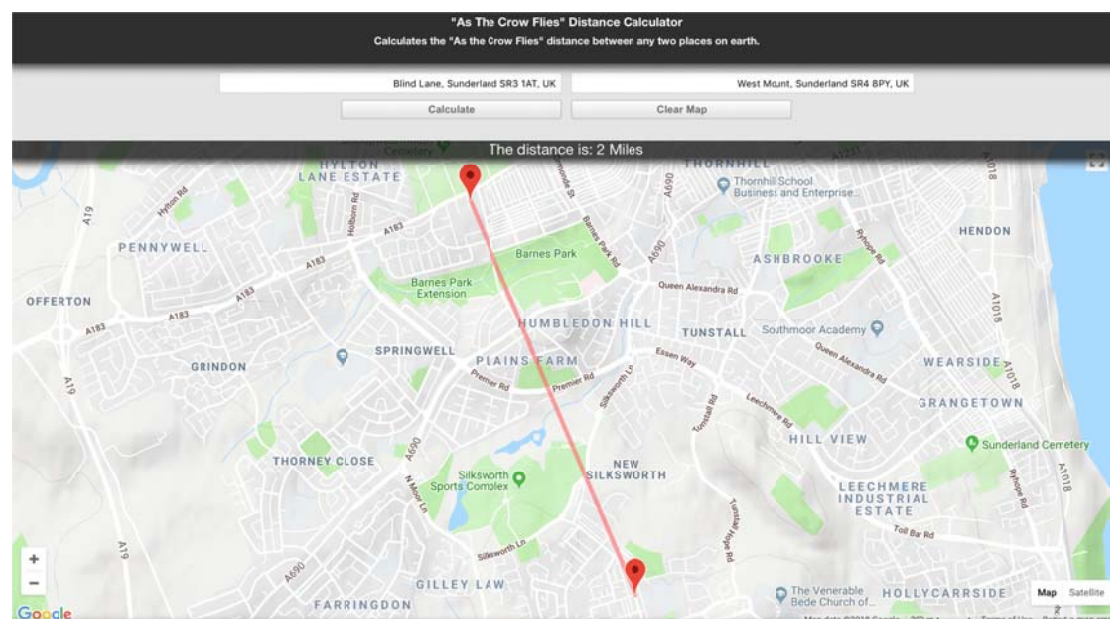 "As The Crow Flies" Distance Calculator
Calculates the "As the Crow Flies" distance between any two places on earth.
Blind Lane, Sunderland SR3 1AT, UK
West Mount, Sunderland SR4 8PY, UK
Calculate
Clear Map
The distance is: 2 Miles
Cemetery
A1231
HYLTON
LANE ESTATE
THORNHILL
A690
Thornhill School
Business and Enterprise...
A1018
Hylton Rd
Holborn Rd
A19
A183
Barnes Park Rd
Ryhope Rd
HENDON
PENNYWELL
A183
Barnes Park
A690
ASHBROOKE
Barnes Park
Extension
Queen Alexandra Rd
OFFERTON
A183
A183
A183
A1018
HUMBLEDON HILL
TUNSTALL
Southmoor Academy
SPRINGWELL
PLAINS FARM
Essen Way
Queen Alexandra Rd
WEARSIDE
A1018
GRINDON
Premier Rd
Premier Rd
Silksworth Ln
A19
Leechmere Rd
Tunstall Rd
GRANGETOWN
HILL VIEW
Sunderland Cemetery
A690
THORNEY CLOSE
NEW
SILKSWORTH
Silksworth
Sports Complex
N Moor Ln
A1018
Ryhope Rd
LEECHMERE
INDUSTRIAL
ESTATE
Tunstall Hope Rd
Toll Bar Rd
A19
Silksworth Ln
A690
GILLEY LAW
The Venerable
Bede Church of...
HOLLYCARRSIDE
Map
Satellite
FARRINGDON
Google